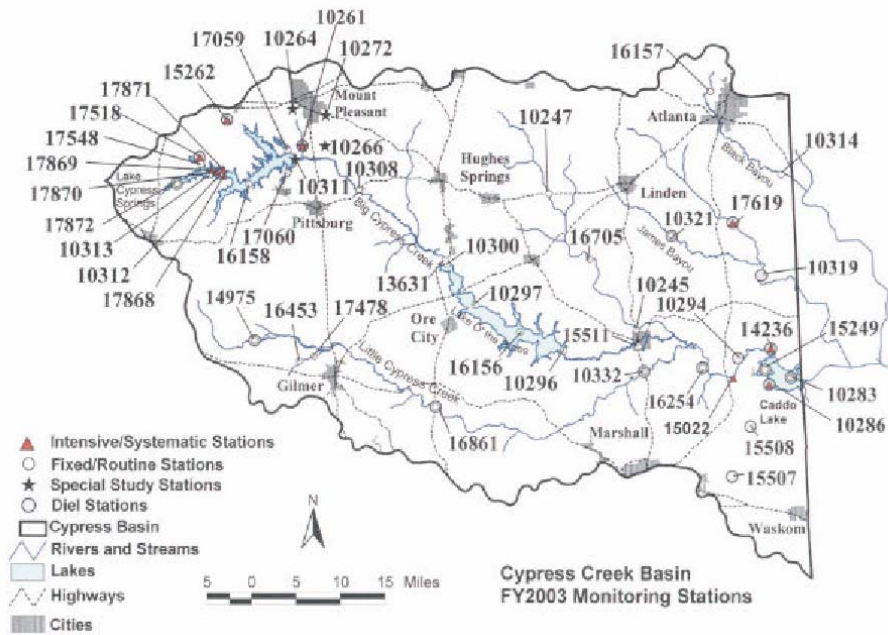 10261
10264
17059
10272
15262
17871
17518
17548
17869
17870
17872
10313
10312
17868
16158
17060
10311
10266
10308
Mount
Pleasant
Lake
Cypress
Springs
Pittsburg
10247
Hughes
Springs
16157
Atlanta
10314
Black Bayou
Linden
10321
17619
James Bayou
10319
16705
Big Cypress Creek
13631
10300
10297
Lake O' the Pines
Ore
City
16156
10296
15511
10245
10294
14236
15249
10332
16254
15022
Caddo
Lake
10283
10286
15508
15507
Marshall
Waskom
14975
16453
17478
Gilmer
Little Cypress Creek
16861
Intensive/Systematic Stations
Fixed/Routine Stations
Special Study Stations
Diel Stations
Cypress Basin
Rivers and Streams
Lakes
Highways
Cities
N
5 0 5 10 15 Miles
Cypress Creek Basin
FY2003 Monitoring Stations